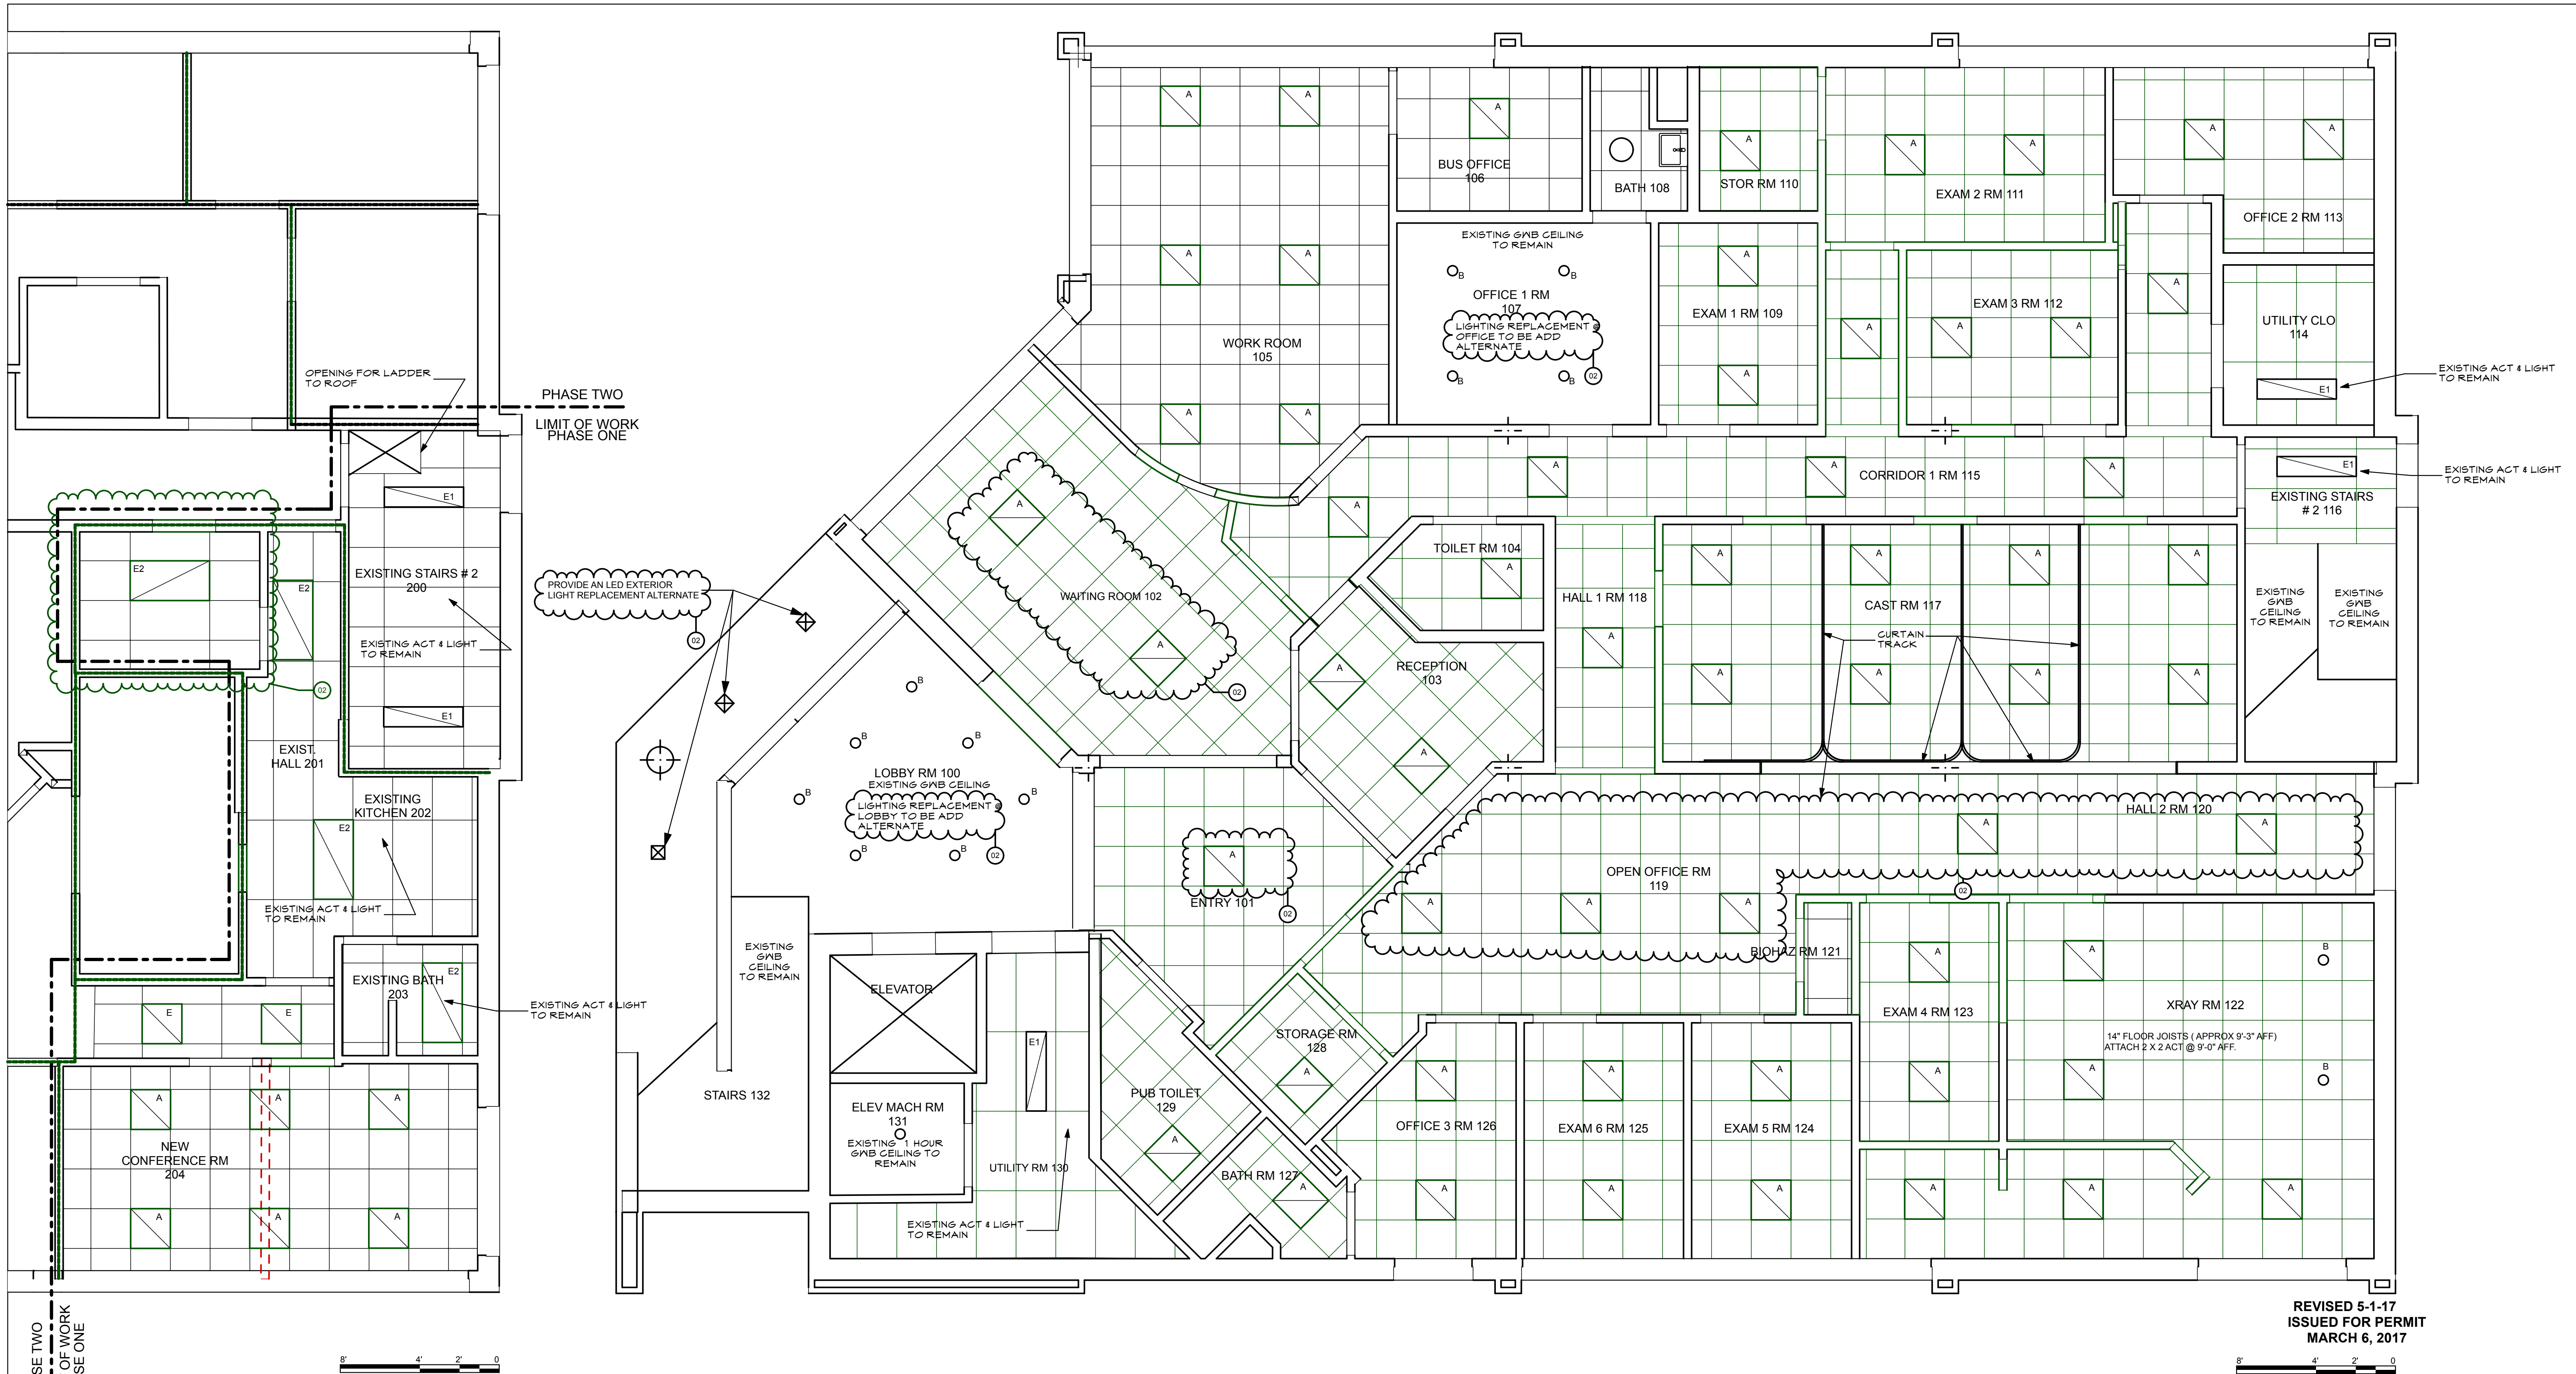 OPENING FOR LADDER
TO ROOF
PHASE TWO
LIMIT OF WORK
PHASE ONE
E1
EXISTING STAIRS # 2
200
EXISTING ACT & LIGHT
TO REMAIN
E1
E2
E2
02
EXIST.
HALL 201
EXISTING
KITCHEN 202
E2
EXISTING ACT & LIGHT
TO REMAIN
EXISTING BATH
203
E2
EXISTING ACT & LIGHT
TO REMAIN
E
E
A
A
A
NEW
CONFERENCE RM
204
A
A
A
SE TWO
OF WORK
SE ONE
8'
4'
2'
0
PROVIDE AN LED EXTERIOR
LIGHT REPLACEMENT ALTERNATE
02
A
A
A
A
WORK ROOM
105
A
A
A
BUS OFFICE
106
BATH 108
A
STOR RM 110
A
A
EXAM 2 RM 111
A
A
OFFICE 2 RM 113
EXISTING GWB CEILING
TO REMAIN
B
B
OFFICE 1 RM
107
LIGHTING REPLACEMENT @
OFFICE TO BE ADD
ALTERNATE
B
B
02
A
EXAM 1 RM 109
A
A
EXAM 3 RM 112
A
A
A
UTILITY CLO
114
E1
EXISTING ACT & LIGHT
TO REMAIN
A
WAITING ROOM 102
A
02
A
A
A
A
CORRIDOR 1 RM 115
E1
EXISTING ACT & LIGHT
TO REMAIN
EXISTING STAIRS
# 2 116
EXISTING
GWB
CEILING
TO REMAIN
EXISTING
GWB
CEILING
TO REMAIN
TOILET RM 104
A
HALL 1 RM 118
A
A
A
A
A
CAST RM 117
CURTAIN
TRACK
A
A
A
A
RECEPTION
103
A
A
B
B
B
LOBBY RM 100
EXISTING GWB CEILING
B
B
LIGHTING REPLACEMENT @
LOBBY TO BE ADD
ALTERNATE
B
B
02
A
ENTRY 101
02
HALL 2 RM 120
A
A
OPEN OFFICE RM
119
A
A
A
02
BIOHAZ RM 121
EXISTING
GWB
CEILING
TO REMAIN
STAIRS 132
ELEVATOR
ELEV MACH RM
131
EXISTING 1 HOUR
GWB CEILING TO
REMAIN
E1
UTILITY RM 130
EXISTING ACT & LIGHT
TO REMAIN
PUB TOILET
129
A
STORAGE RM
128
A
BATH RM 127
A
A
OFFICE 3 RM 126
A
A
EXAM 6 RM 125
A
A
EXAM 5 RM 124
A
A
EXAM 4 RM 123
A
A
B
XRAY RM 122
14" FLOOR JOISTS ( APPROX 9'-3" AFF)
ATTACH 2 X 2 ACT @ 9'-0" AFF.
A
B
A
A
A
REVISED 5-1-17
ISSUED FOR PERMIT
MARCH 6, 2017
8'
4'
2'
0